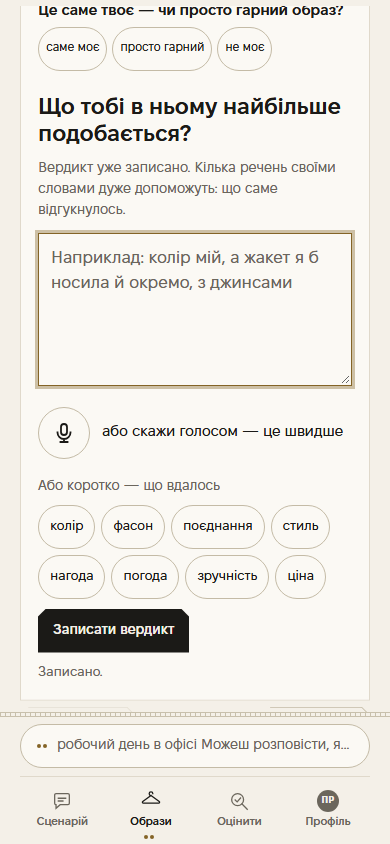 Це саме твоє — чи просто гарний образ?
саме моє
просто гарний
не моє
Що тобі в ньому найбільше
подобається?
Вердикт уже записано. Кілька речень своїми
словами дуже допоможуть: що саме
відгукнулось.
Наприклад: колір мій, а жакет я б
носила й окремо, з джинсами
або скажи голосом — це швидше
Або коротко — що вдалось
колір
фасон
поєднання
стиль
нагода
погода
зручність
ціна
Записати вердикт
Записано.
робочий день в офісі Можеш розповісти, я...
ПР
Сценарій
Образи
Оцінити
Профіль